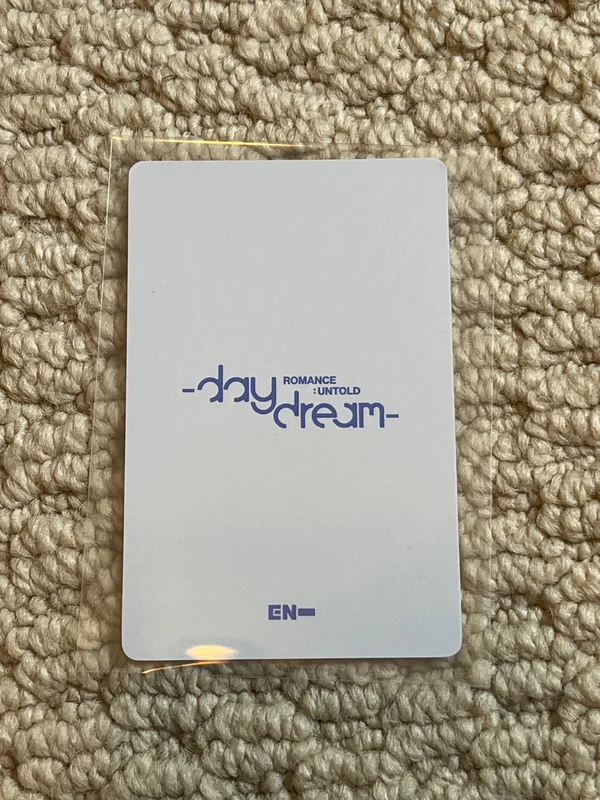 -day ROMANCE
:UNTOLD
dream-
EN-